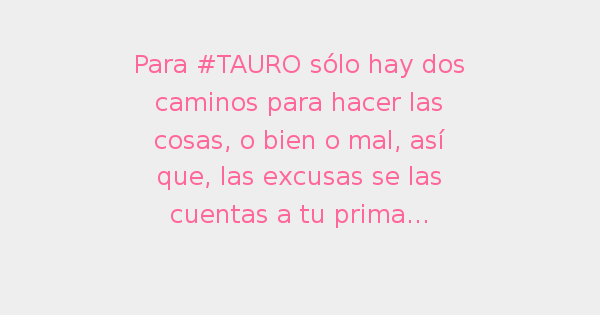 Para #TAURO sólo hay dos
caminos para hacer las
cosas, o bien o mal, así
que, las excusas se las
cuentas a tu prima...